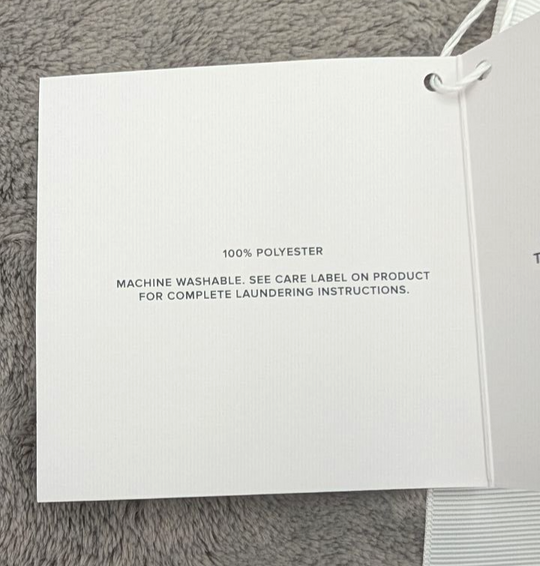 100% POLYESTER
MACHINE WASHABLE. SEE CARE LABEL ON PRODUCT
FOR COMPLETE LAUNDERING INSTRUCTIONS.